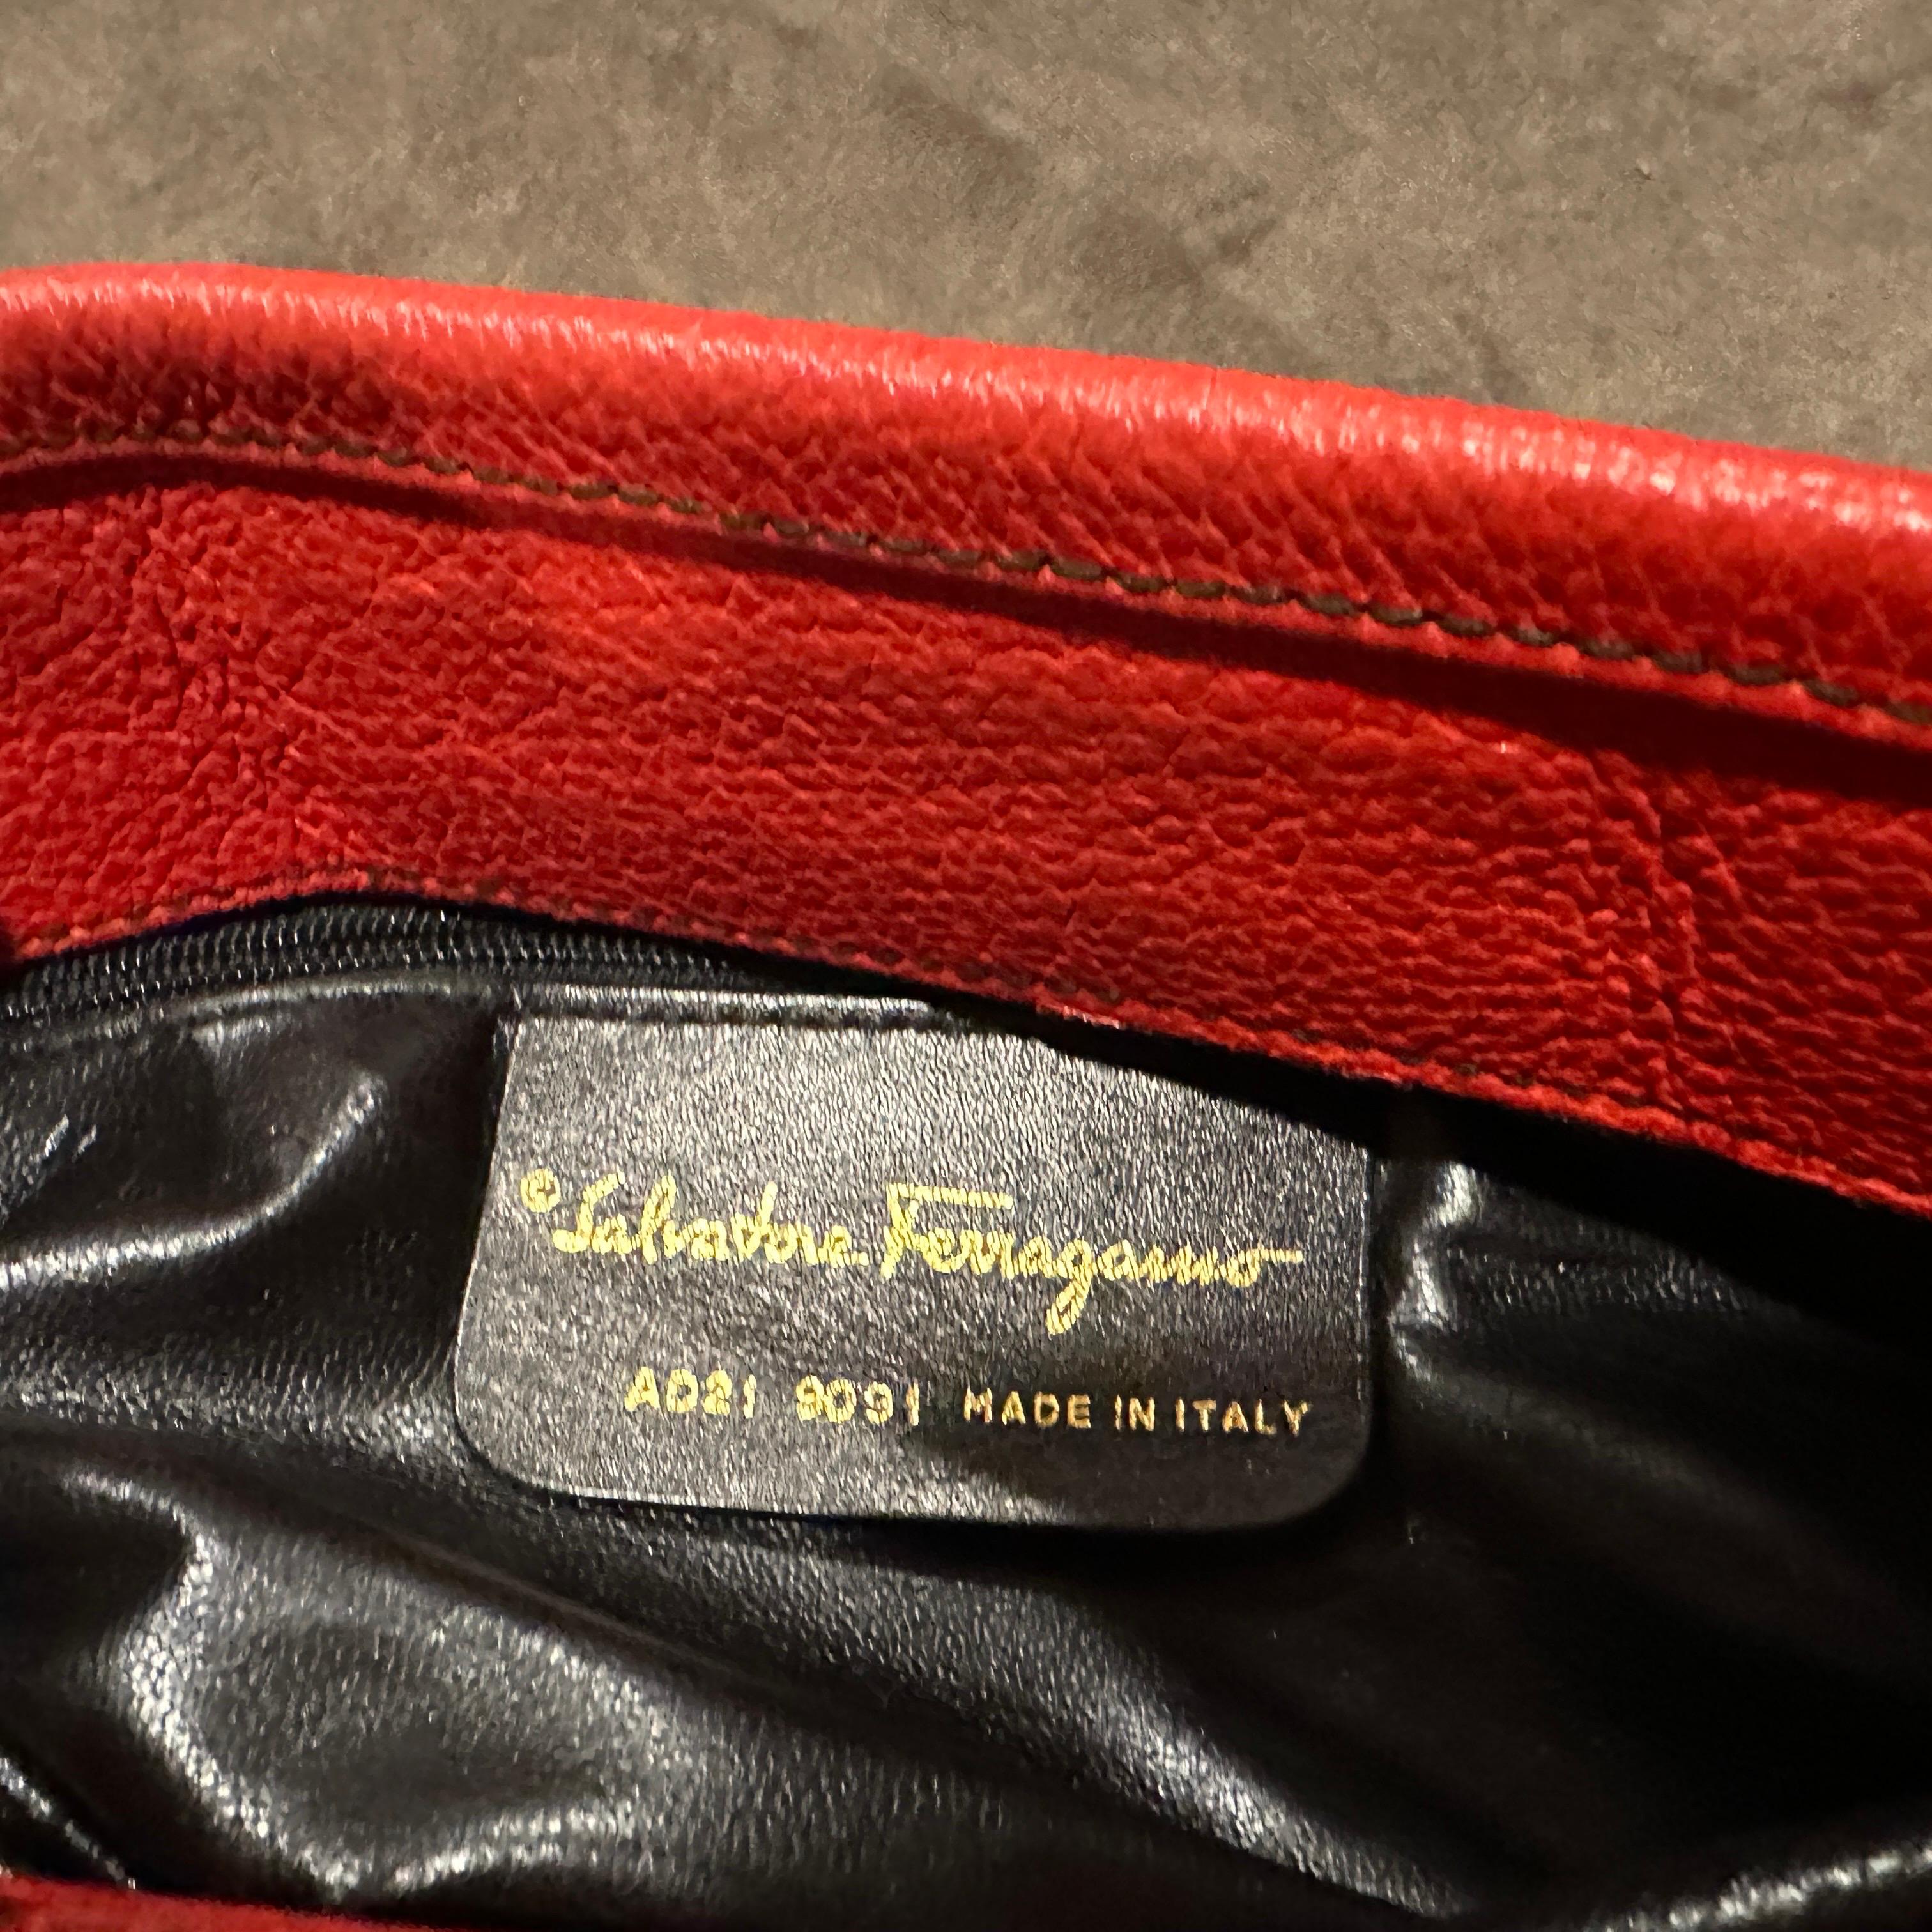 ® Salvatore Ferragamo
AD21 9091 MADE IN ITALY